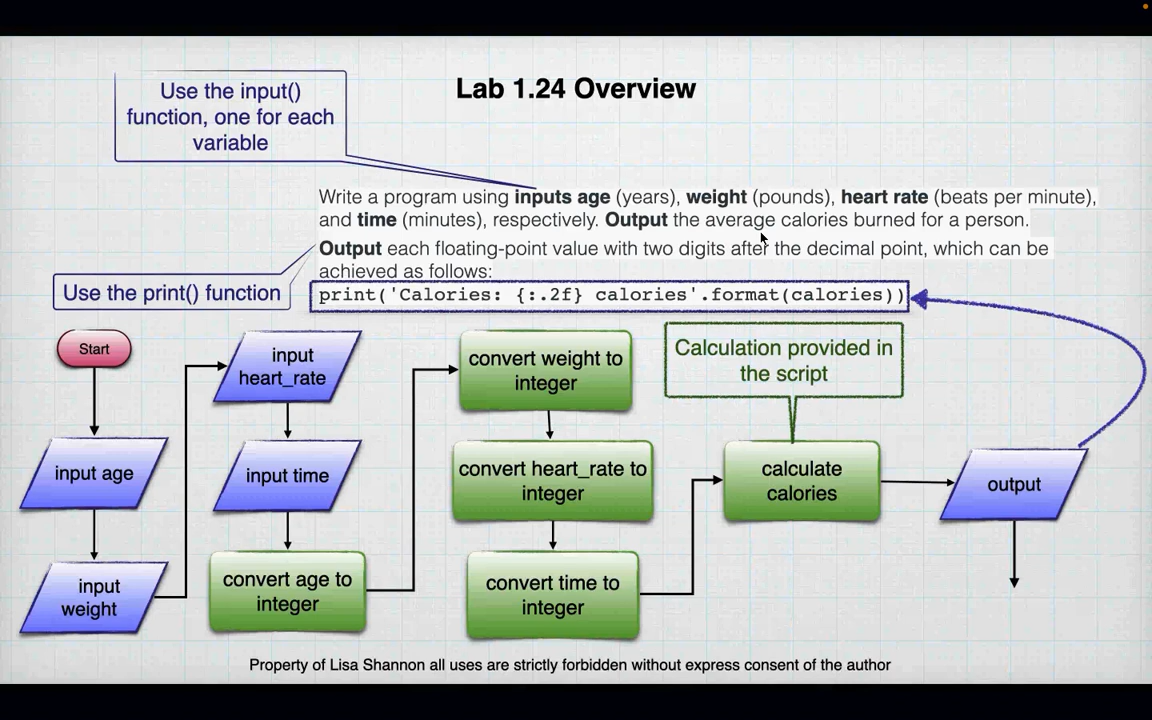 Lab 1.24 Overview
Use the input()
function, one for each
variable
Write a program using inputs age (years), weight (pounds), heart rate (beats per minute),
and time (minutes), respectively. Output the average calories burned for a person.
Output each floating-point value with two digits after the decimal point, which can be
achieved as follows:
Use the print() function
print('Calories: {:.2f} calories'.format(calories))
Start
input age
input
weight
input
heart_rate
input time
convert age to
integer
convert weight to
integer
convert heart_rate to
integer
convert time to
integer
Calculation provided in
the script
calculate
calories
output
Property of Lisa Shannon all uses are strictly forbidden without express consent of the author